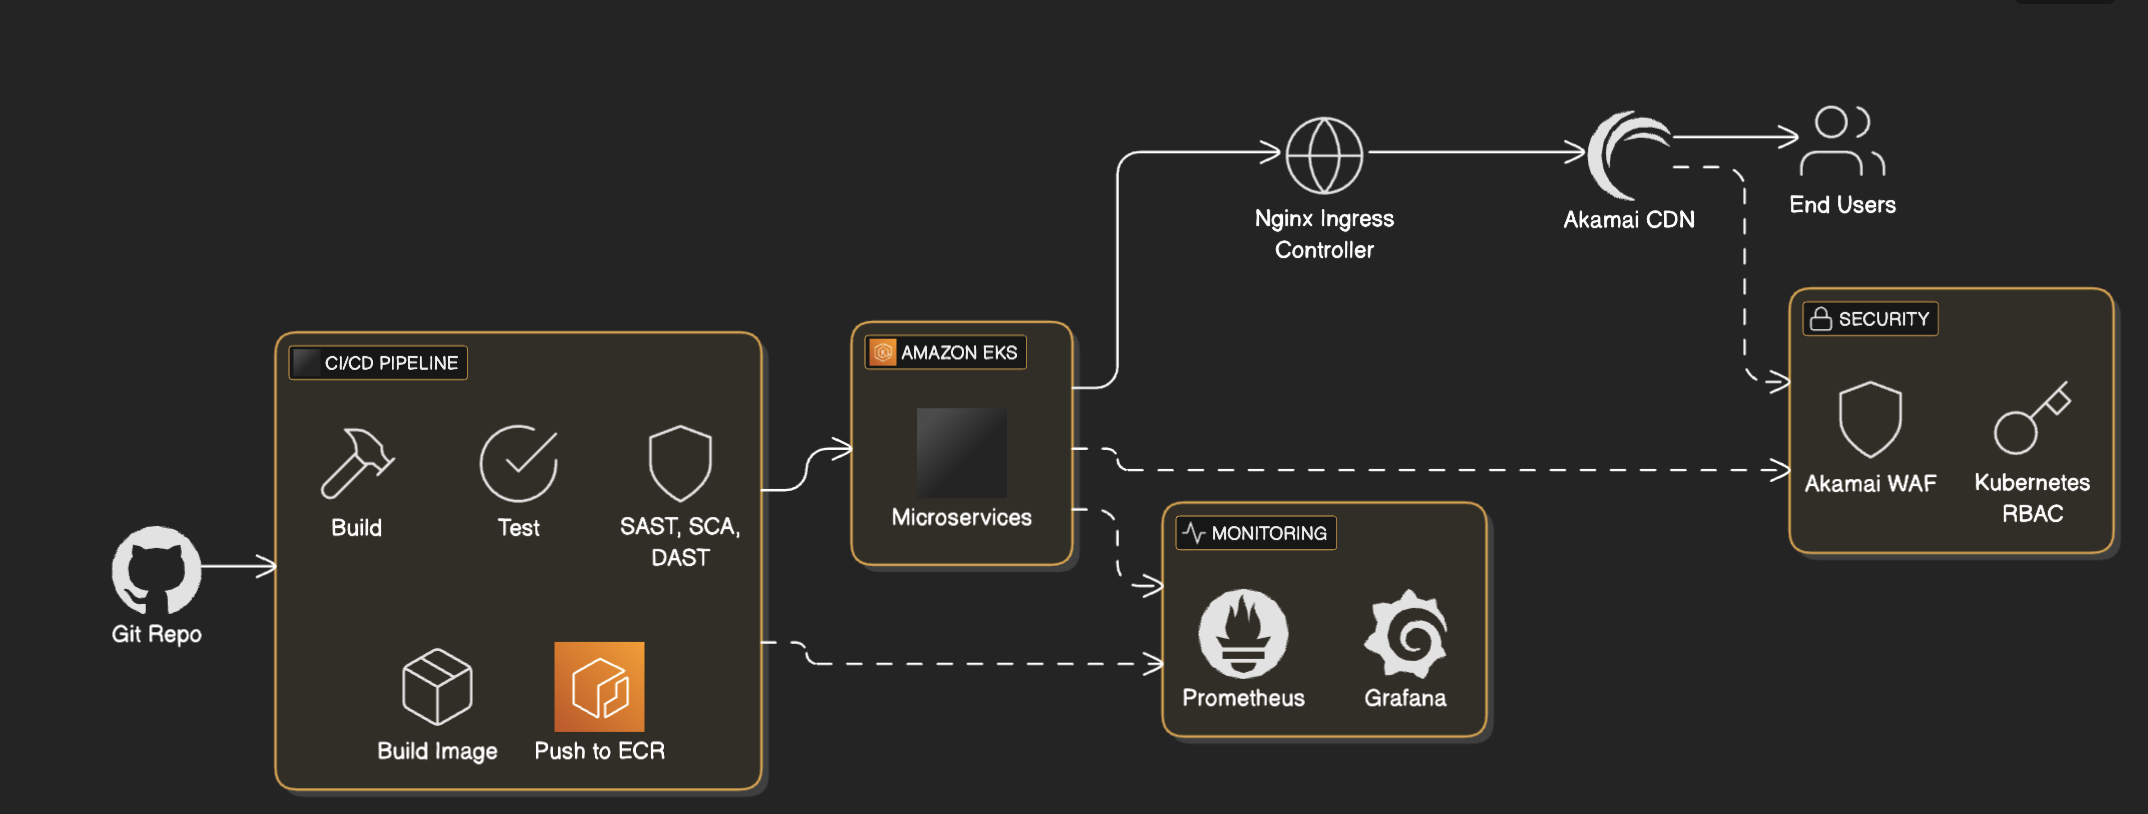 Git Repo
CI/CD PIPELINE
Build
Test
SAST, SCA,
DAST
Build Image
Push to ECR
AMAZON EKS
Microservices
Nginx Ingress
Controller
Akamai CDN
End Users
MONITORING
Prometheus
Grafana
SECURITY
Akamai WAF
Kubernetes
RBAC